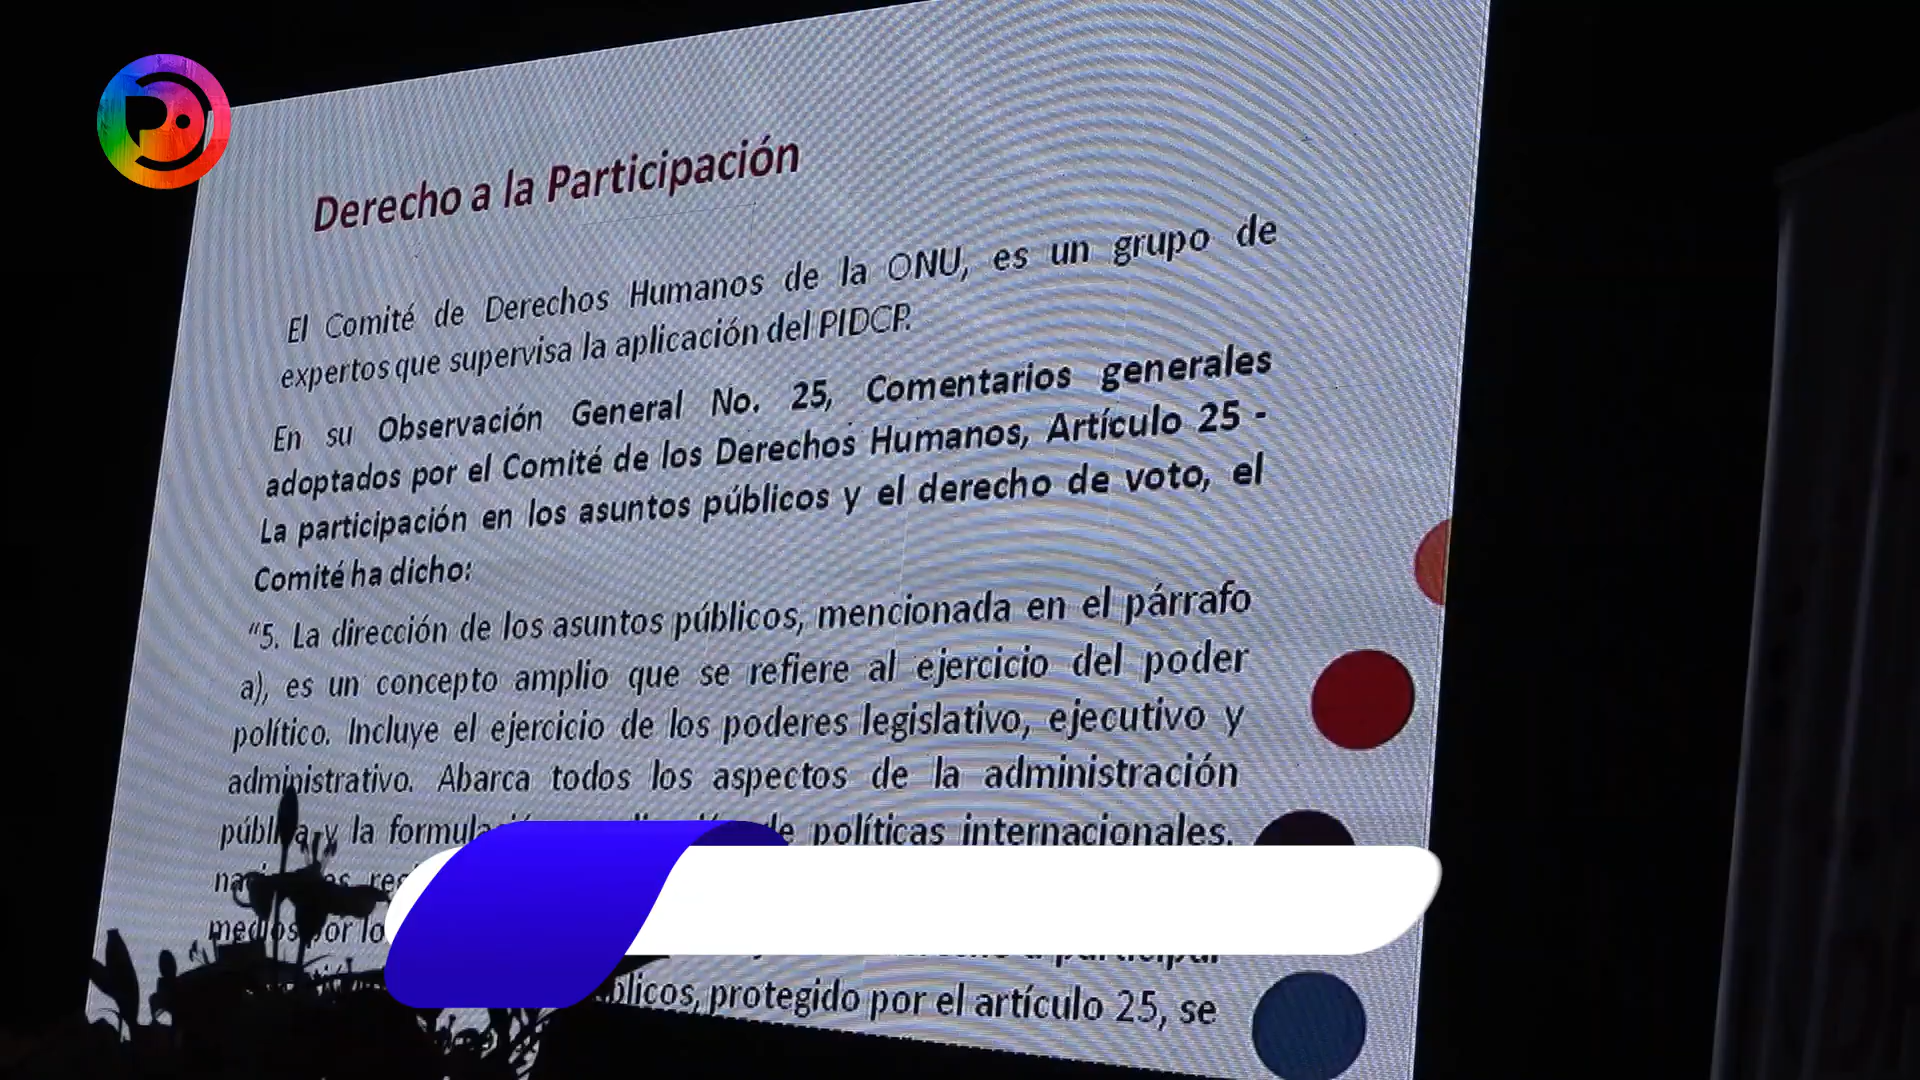 Derecho a la Participación
El Comité de Derechos Humanos de la ONU, es un grupo de
expertos que supervisa la aplicación del PIDCP.
En su Observación General No. 25, Comentarios generales
adoptados por el Comité de los Derechos Humanos, Artículo 25 -
La participación en los asuntos públicos y el derecho de voto, el
Comité ha dicho:
"5. La dirección de los asuntos públicos, mencionada en el párrafo
a), es un concepto amplio que se refiere al ejercicio del poder
político. Incluye el ejercicio de los poderes legislativo, ejecutivo y
administrativo. Abarca todos los aspectos de la administración
y la de políticas internacionales,
por
participar
protegido por el artículo 25, se